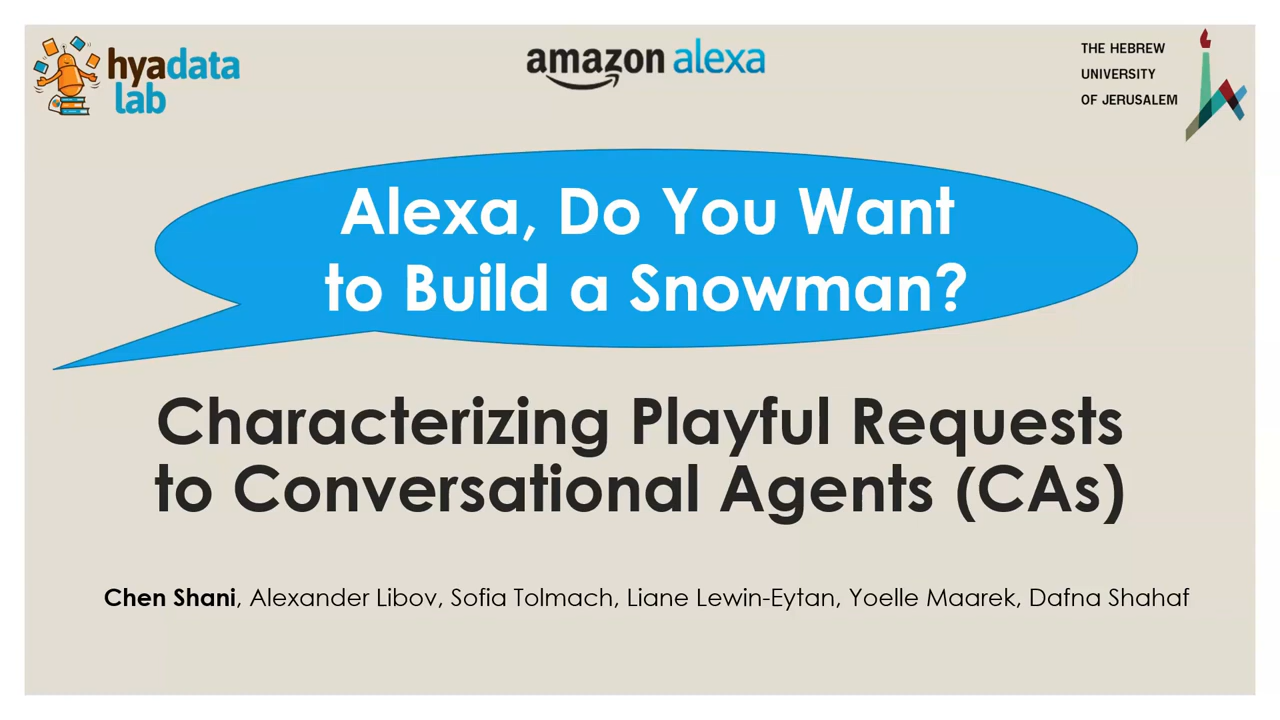 hyadata
lab
amazon alexa
THE HEBREW
UNIVERSITY
OF JERUSALEM
Alexa, Do You Want
to Build a Snowman?
Characterizing Playful Requests
to Conversational Agents (CAs)
Chen Shani, Alexander Libov, Sofia Tolmach, Liane Lewin-Eytan, Yoelle Maarek, Dafna Shahaf